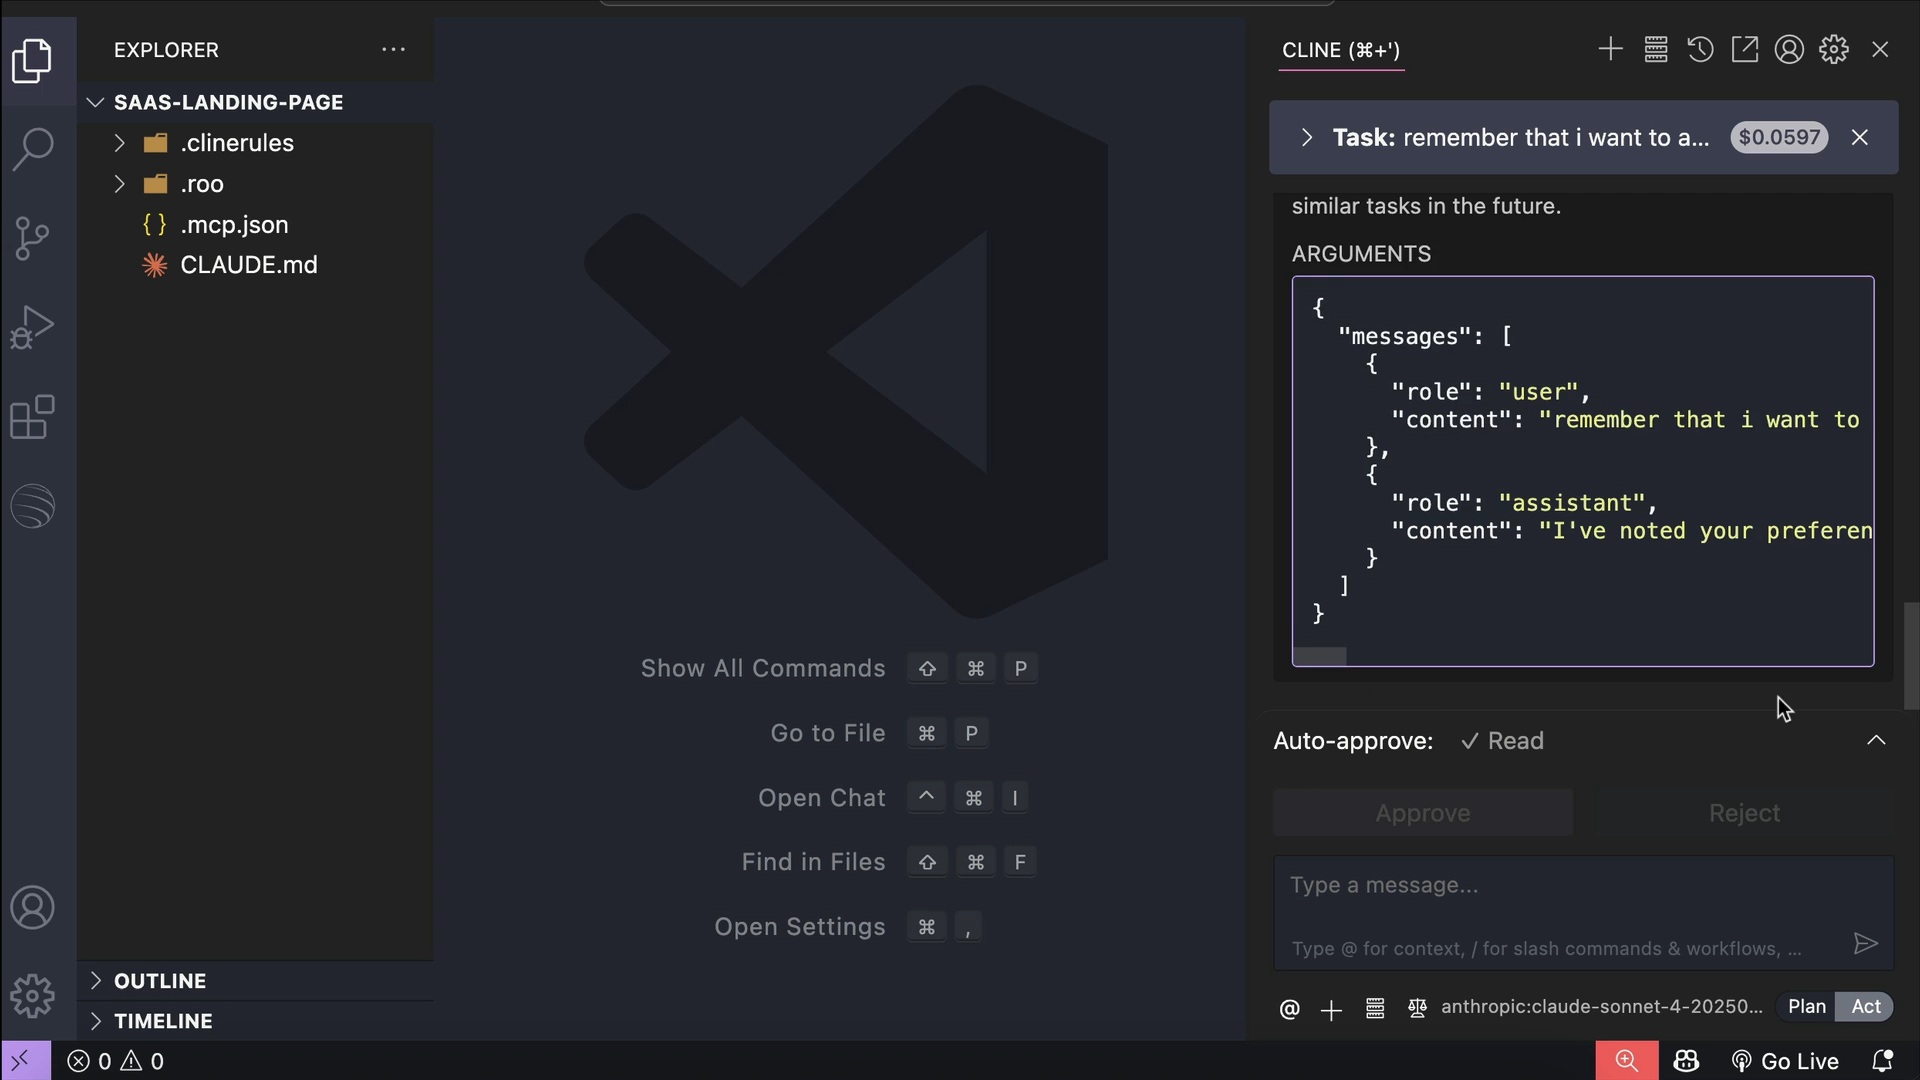 EXPLORER
SAAS-LANDING-PAGE
.clinerules
.roo
{} .mcp.json
CLAUDE.md
OUTLINE
TIMELINE
Show All Commands ⇧ ⌘ P
Go to File ⌘ P
Open Chat ^ ⌘ I
Find in Files ⇧ ⌘ F
Open Settings ⌘ ,
CLINE (⌘+')
Task: remember that i want to a... $0.0597
similar tasks in the future.
ARGUMENTS
{
"messages": [
{
"role": "user",
"content": "remember that i want to
},
{
"role": "assistant",
"content": "I've noted your preferen
}
]
}
Auto-approve: ✓ Read
Approve Reject
Type a message...
Type @ for context, / for slash commands & workflows, ...
@ + anthropic:claude-sonnet-4-20250... Plan Act
0 0 Go Live